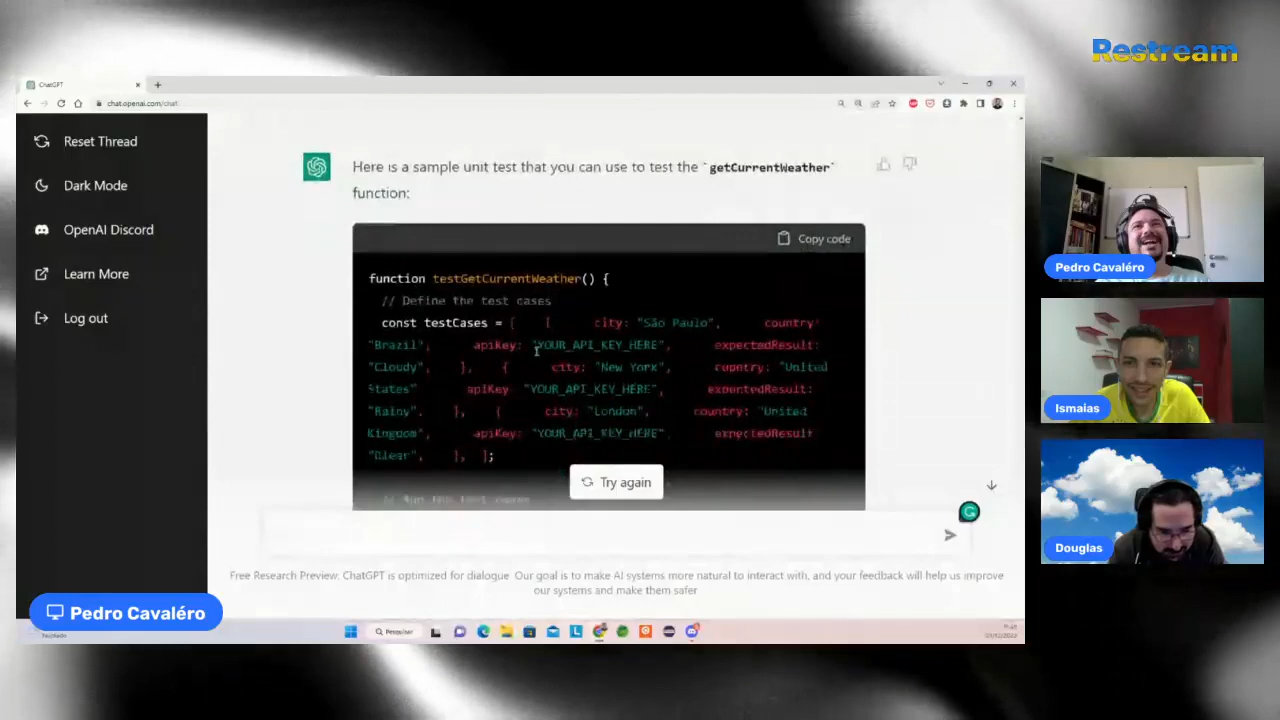 Restream
ChatGPT
chat.openai.com/chat
Reset Thread
Dark Mode
OpenAI Discord
Learn More
Log out
Here is a sample unit test that you can use to test the `getCurrentWeather`
function:
Copy code
function testGetCurrentWeather() {
// Define the test cases
const testCases = [ { city: "São Paulo", country:
"Brazil", apiKey: "YOUR_API_KEY_HERE", expectedResult:
"Cloudy", }, { city: "New York", country: "United
States" apiKey "YOUR_API_KEY_HERE", expectedResult:
"Rainy", }, { city: "London", country: "United
Kingdom", apiKey: "YOUR_API_KEY_HERE" expectedResult
"Clear", }, ];
// Run the test cases
Try again
Free Research Preview: ChatGPT is optimized for dialogue. Our goal is to make AI systems more natural to interact with, and your feedback will help us improve
our systems and make them safer
Pedro Cavaléro
Pesquisar
Pedro Cavaléro
Ismaias
Douglas